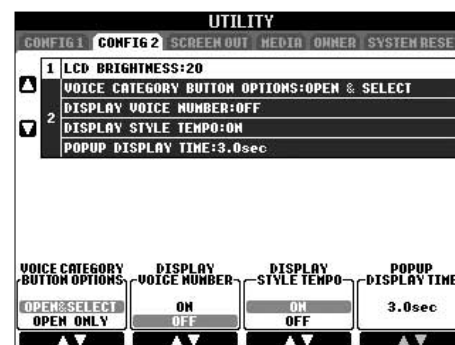 UTILITY
CONFIG 1 CONFIG 2 SCREEN OUT MEDIA OWNER SYSTEM RESE
1 LCD BRIGHTNESS:20
VOICE CATEGORY BUTTON OPTIONS:OPEN & SELECT
2 DISPLAY VOICE NUMBER:OFF
DISPLAY STYLE TEMPO:ON
POPUP DISPLAY TIME:3.0sec
VOICE CATEGORY BUTTON OPTIONS
OPEN&SELECT
OPEN ONLY
DISPLAY VOICE NUMBER
ON
OFF
DISPLAY STYLE TEMPO
ON
OFF
POPUP DISPLAY TIME
3.0sec